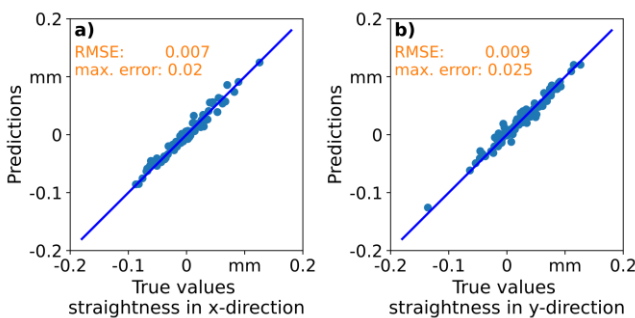 a)
RMSE: 0.007
max. error: 0.02
0.2
mm
0.1
0
-0.1
-0.2
Predictions
-0.2 -0.1 0 mm 0.2
True values
straightness in x-direction
b)
RMSE: 0.009
max. error: 0.025
0.2
mm
0
-0.1
-0.2
Predictions
-0.2 -0.1 0 mm 0.2
True values
straightness in y-direction